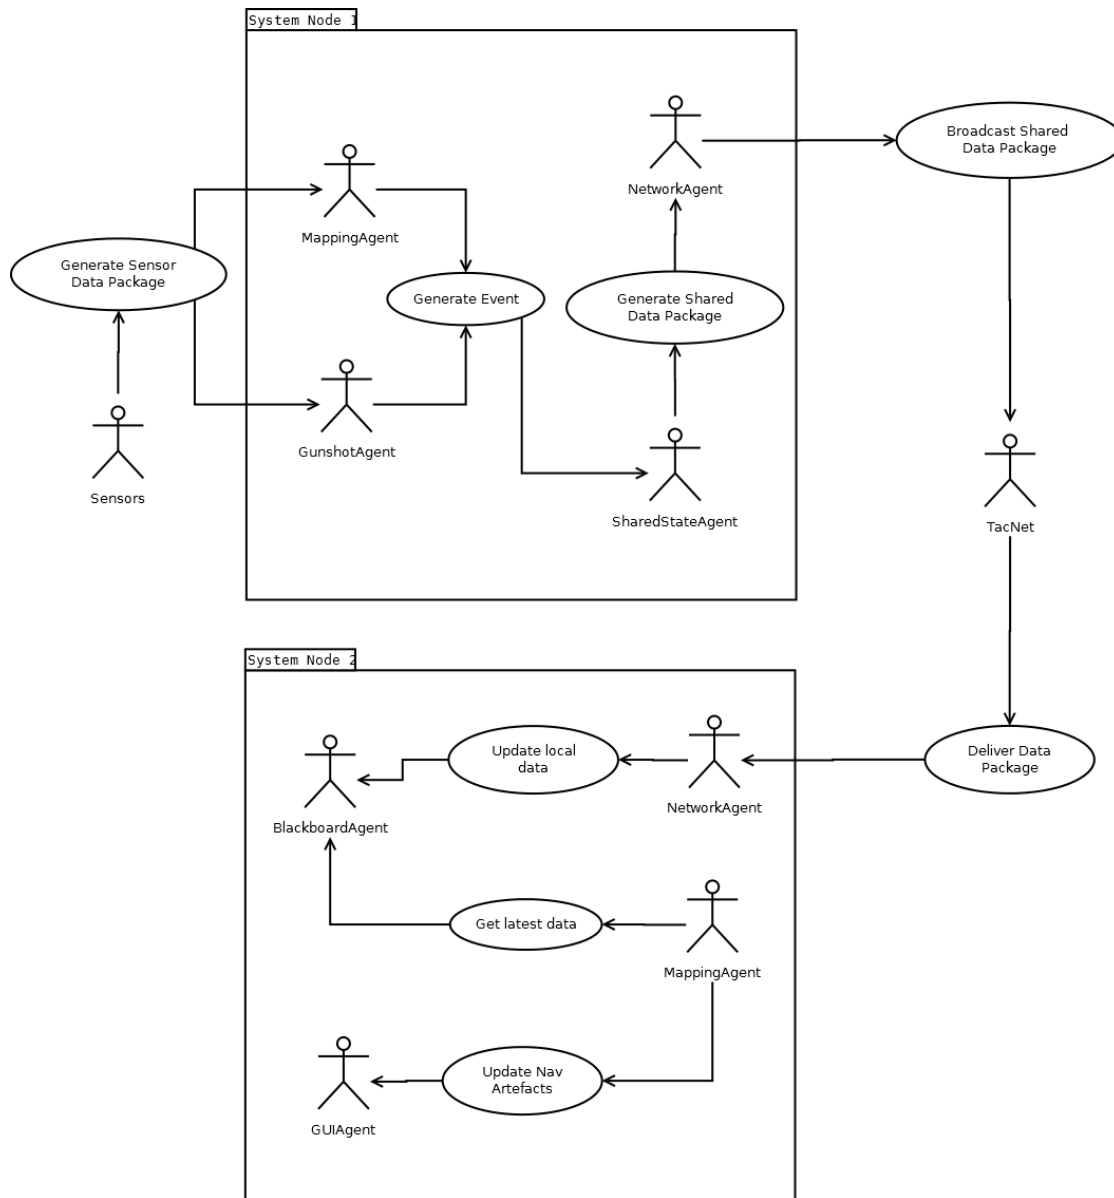 System Node 1
NetworkAgent
Broadcast Shared
Data Package
MappingAgent
Generate Sensor
Data Package
Generate Event
Generate Shared
Data Package
GunshotAgent
Sensors
SharedStateAgent
TacNet
System Node 2
BlackboardAgent
Update local
data
NetworkAgent
Deliver Data
Package
Get latest data
MappingAgent
GUIAgent
Update Nav
Artefacts